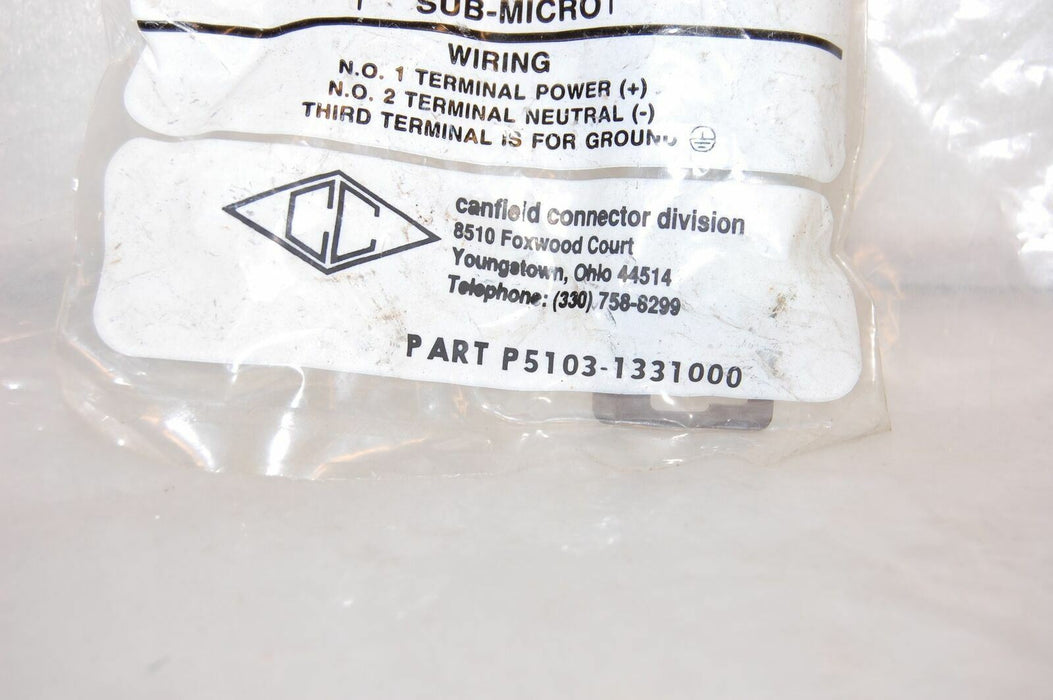 SUB-MICRO
WIRING
N.O. 1 TERMINAL POWER (+)
N.O. 2 TERMINAL NEUTRAL (-)
THIRD TERMINAL IS FOR GROUND
CC
canfield connector division
8510 Foxwood Court
Youngstown, Ohio 44514
Telephone: (330) 758-8299
PART P5103-1331000